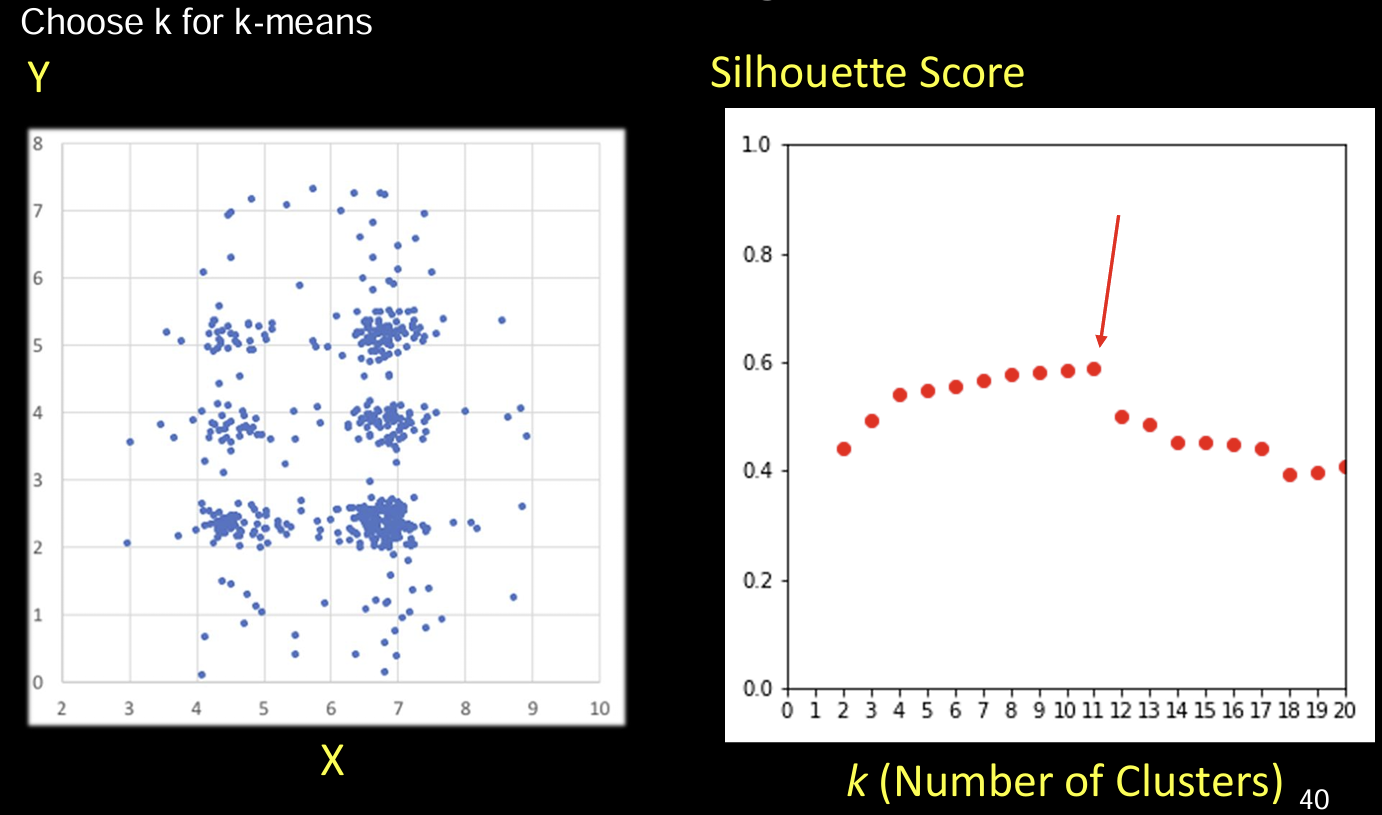 Choose k for k-means
Y
Silhouette Score
8
7
6
5
4
3
2
1
0
2 3 4 5 6 7 8 9 10
X
1.0
0.8
0.6
0.4
0.2
0.0
0 1 2 3 4 5 6 7 8 9 10 11 12 13 14 15 16 17 18 19 20
k (Number of Clusters)
40